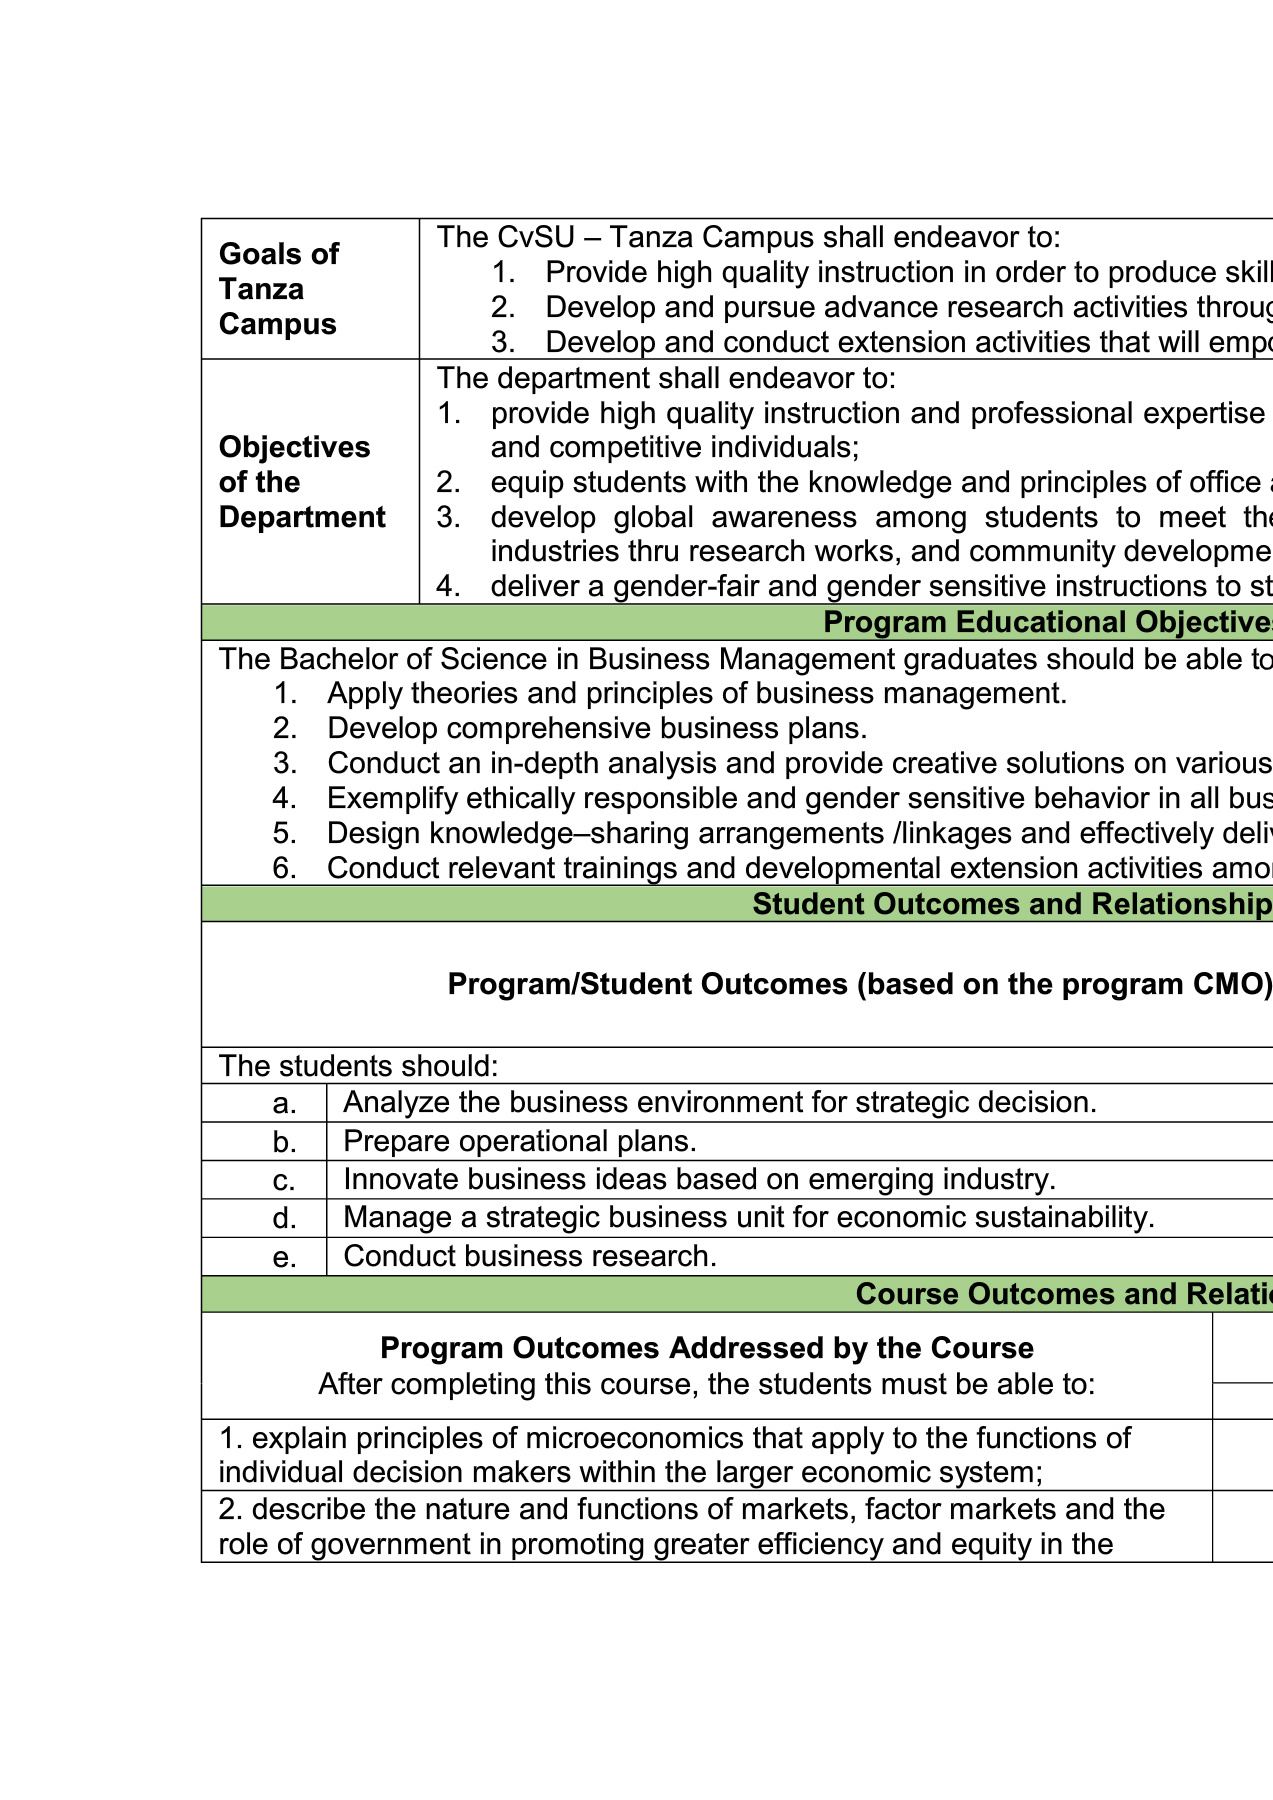 Goals of
Tanza
Campus
The CvSU – Tanza Campus shall endeavor to:
1. Provide high quality instruction in order to produce
2. Develop and pursue advance research activities
3. Develop and conduct extension activities that will
Objectives
of the
Department
The department shall endeavor to:
1. provide high quality instruction and professional expertise
and competitive individuals;
2. equip students with the knowledge and principles of office
3. develop global awareness among students to meet the
industries thru research works, and community
4. deliver a gender-fair and gender sensitive instructions to
Program Educational
The Bachelor of Science in Business Management graduates should be able to
1. Apply theories and principles of business management.
2. Develop comprehensive business plans.
3. Conduct an in-depth analysis and provide creative solutions on various
4. Exemplify ethically responsible and gender sensitive behavior in all
5. Design knowledge–sharing arrangements /linkages and effectively
6. Conduct relevant trainings and developmental extension activities
Student Outcomes and Relationship
Program/Student Outcomes (based on the program CMO)
The students should:
a. Analyze the business environment for strategic decision.
b. Prepare operational plans.
c. Innovate business ideas based on emerging industry.
d. Manage a strategic business unit for economic sustainability.
e. Conduct business research.
Course Outcomes and
Program Outcomes Addressed by the Course
After completing this course, the students must be able to:
1. explain principles of microeconomics that apply to the functions of
individual decision makers within the larger economic system;
2. describe the nature and functions of markets, factor markets and the
role of government in promoting greater efficiency and equity in the